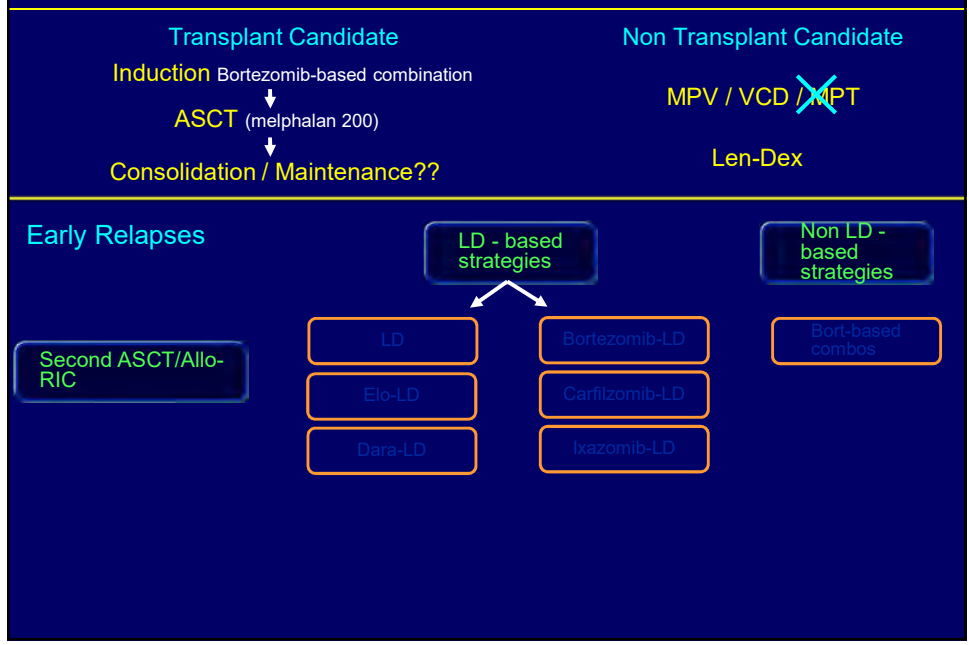 Transplant Candidate
Non Transplant Candidate
Induction Bortezomib-based combination
MPV / VCD / MPT
ASCT (melphalan 200)
Len-Dex
Consolidation / Maintenance??
Early Relapses
LD - based
strategies
Non LD -
based
strategies
Second ASCT/Allo-
RIC
LD
Bortezomib-LD
Bort-based
combos
Elo-LD
Carfilzomib-LD
Dara-LD
Ixazomib-LD